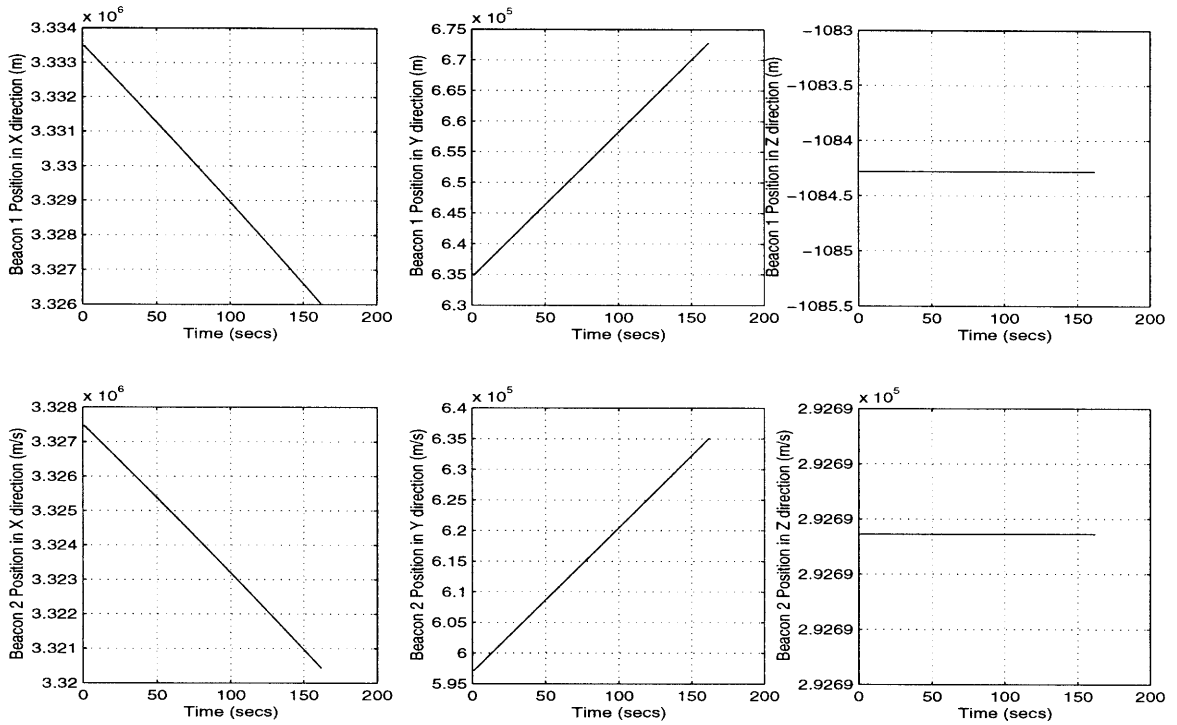 x 10^6
3.334
3.333
3.332
3.331
3.33
3.329
3.328
3.327
3.326
Beacon 1 Position in X direction (m)
0 50 100 150 200
Time (secs)
x 10^5
6.75
6.7
6.65
6.6
6.55
6.5
6.45
6.4
6.35
6.3
Beacon 1 Position in Y direction (m)
0 50 100 150 200
Time (secs)
-1083
-1083.5
-1084
-1084.5
-1085
-1085.5
Beacon 1 Position in Z direction (m)
0 50 100 150 200
Time (secs)
x 10^6
3.328
3.327
3.326
3.325
3.324
3.323
3.322
3.321
3.32
Beacon 2 Position in X direction (m/s)
0 50 100 150 200
Time (secs)
x 10^5
6.4
6.35
6.3
6.25
6.2
6.15
6.1
6.05
6
5.95
Beacon 2 Position in Y direction (m/s)
0 50 100 150 200
Time (secs)
x 10^5
2.9269
2.9269
2.9269
2.9269
2.9269
2.9269
Beacon 2 Position in Z direction (m/s)
0 50 100 150 200
Time (secs)